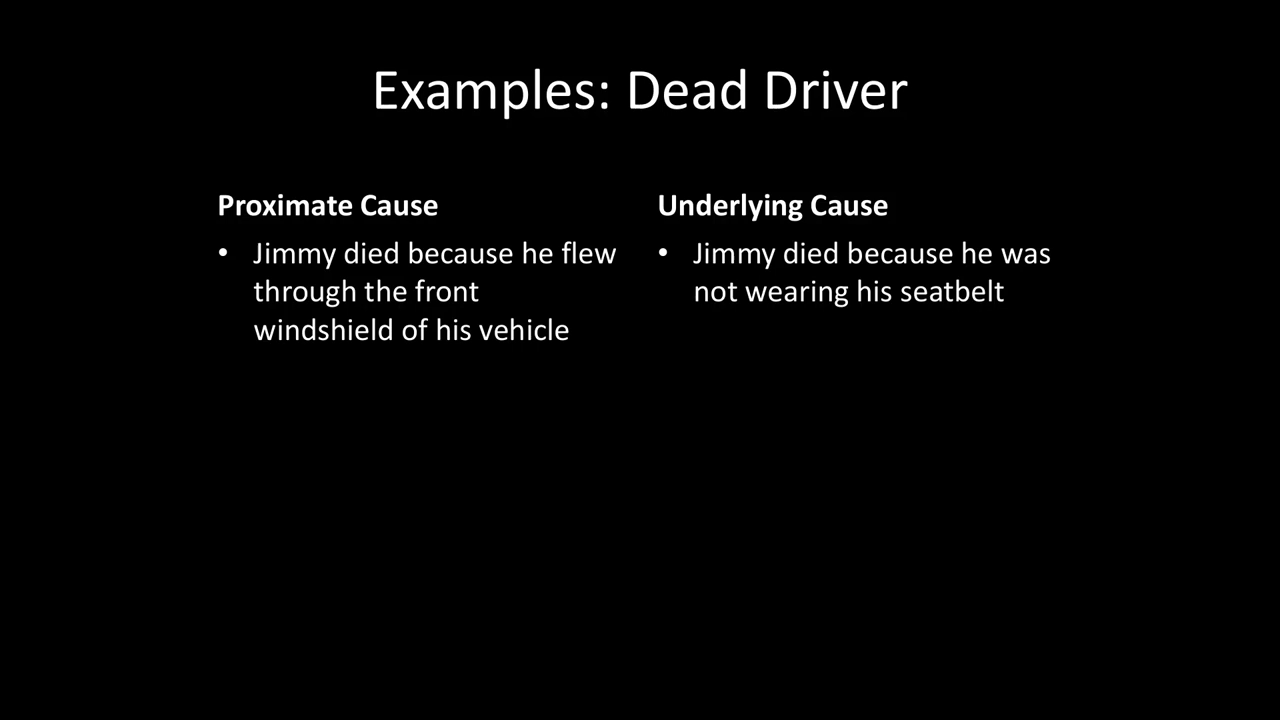 Examples: Dead Driver
Proximate Cause
• Jimmy died because he flew
through the front
windshield of his vehicle
Underlying Cause
• Jimmy died because he was
not wearing his seatbelt